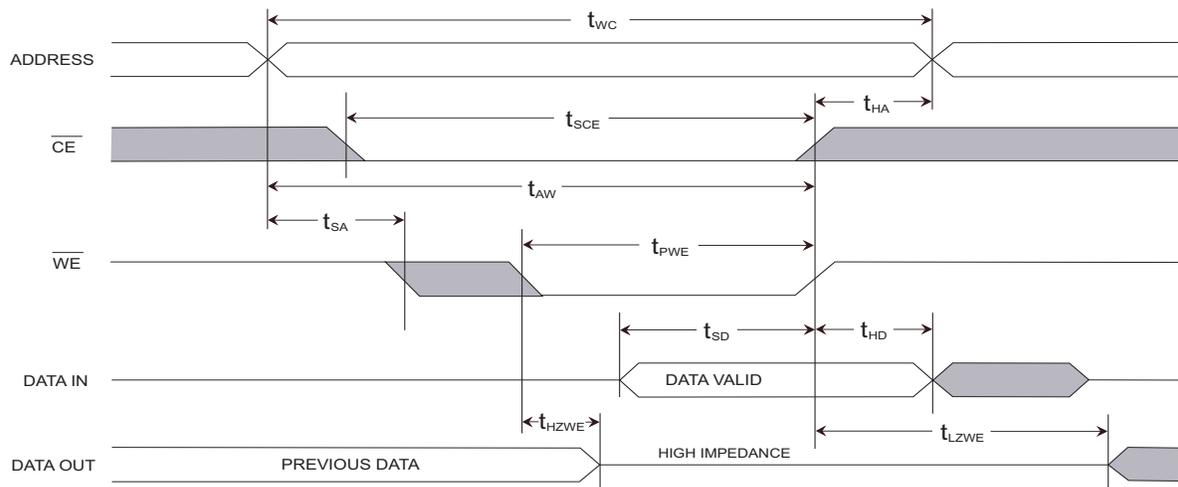 tWC
ADDRESS
tHA
tSCE
CE
tAW
tSA
tPWE
WE
tSD
tHD
DATA IN
DATA VALID
tHZWE
tLZWE
HIGH IMPEDANCE
DATA OUT
PREVIOUS DATA